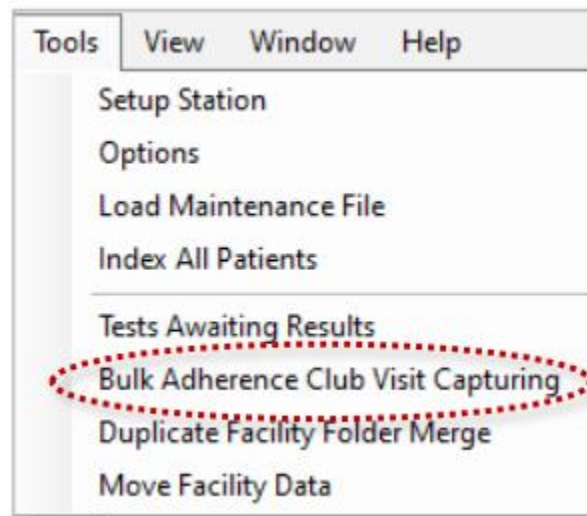 Tools View Window Help
Setup Station
Options
Load Maintenance File
Index All Patients
Tests Awaiting Results
Bulk Adherence Club Visit Capturing
Duplicate Facility Folder Merge
Move Facility Data